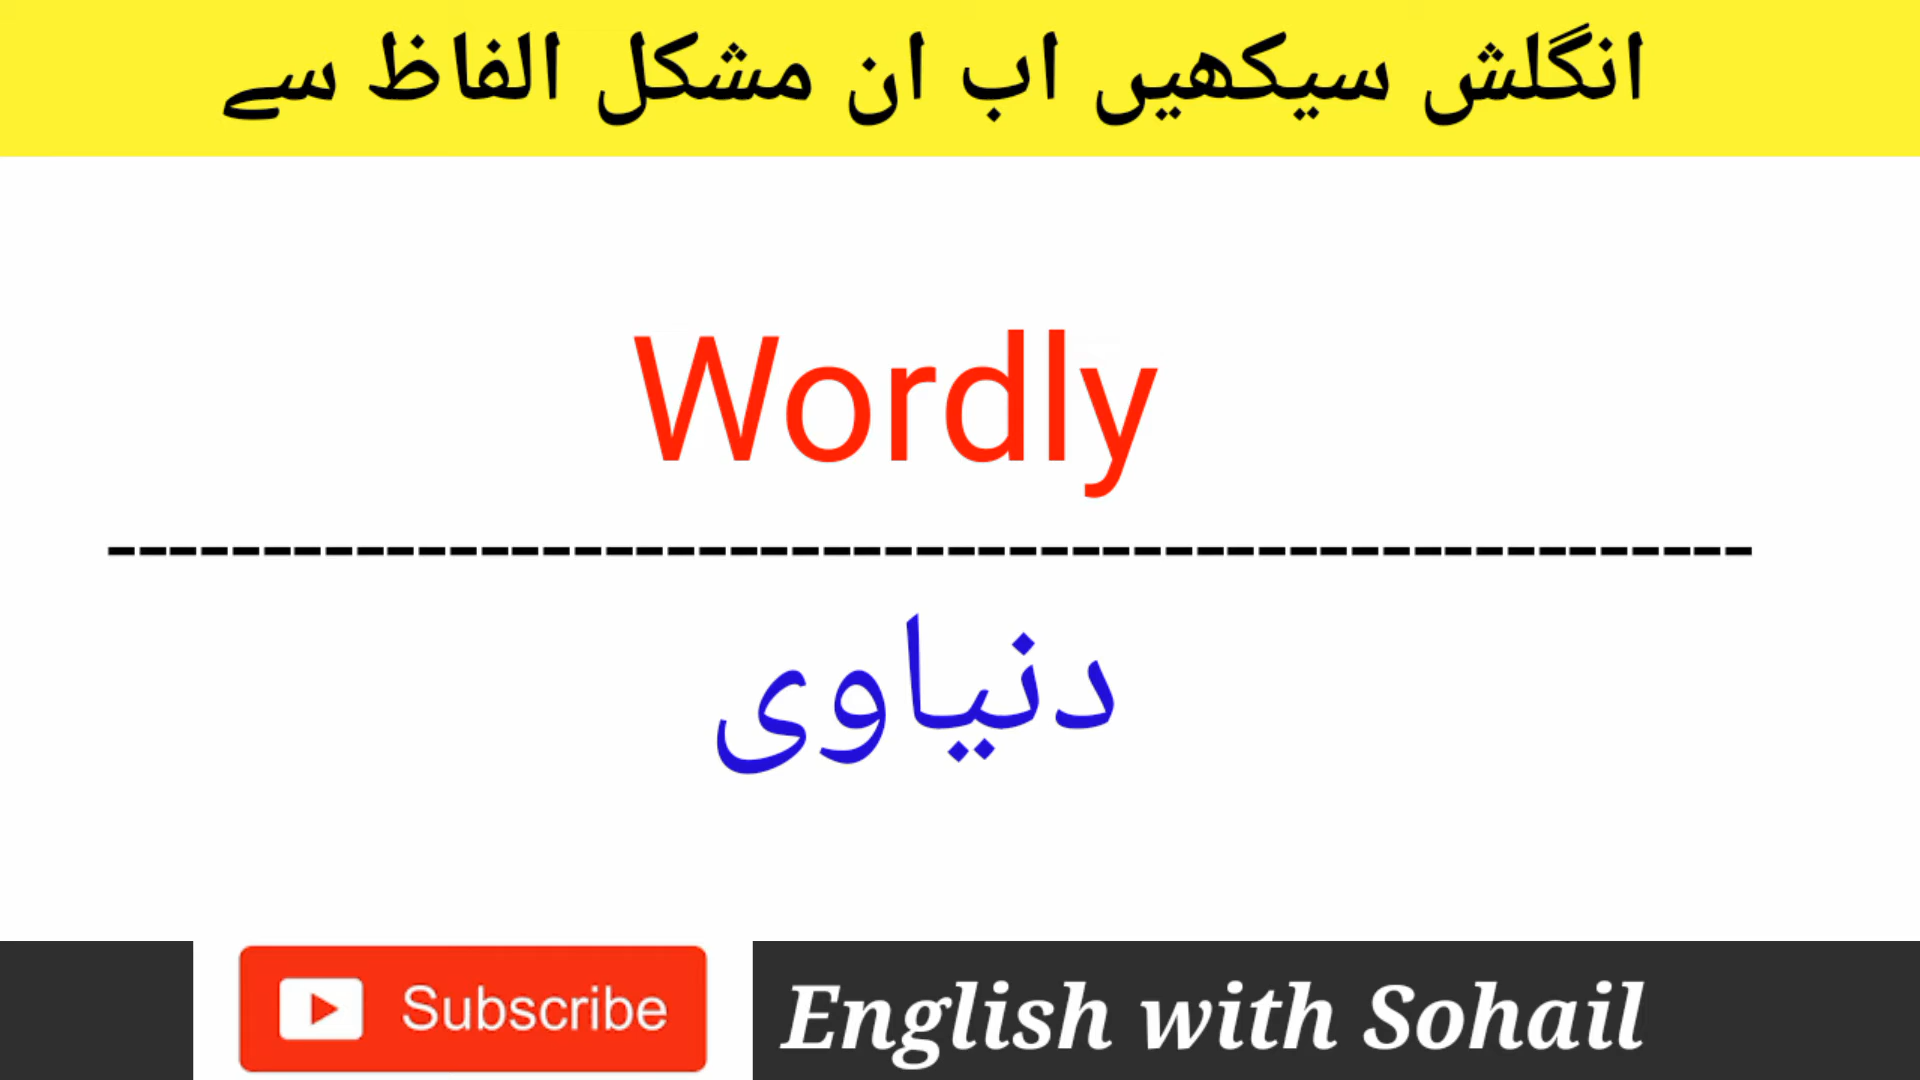 انگلش سیکھیں اب ان مشکل الفاظ سے
Wordly
-----------------------------------------------------
دنیاوی
Subscribe
English with Sohail